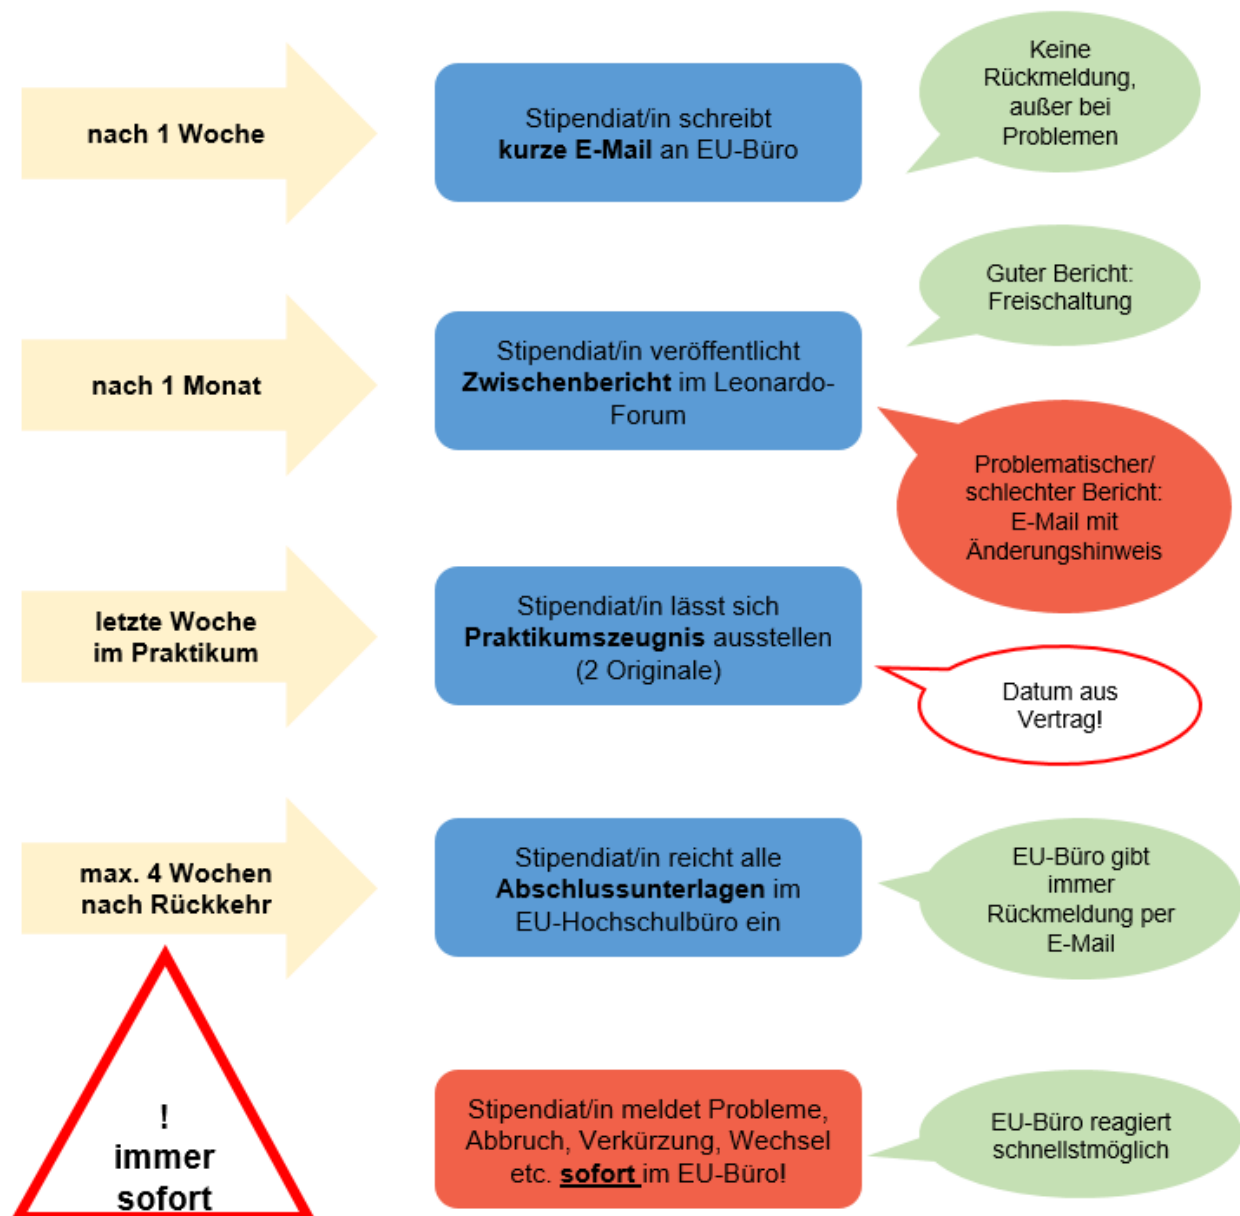 nach 1 Woche
Stipendiat/in schreibt
kurze E-Mail an EU-Büro
Keine
Rückmeldung,
außer bei
Problemen
nach 1 Monat
Stipendiat/in veröffentlicht
Zwischenbericht im Leonardo-
Forum
Guter Bericht:
Freischaltung
Problematischer/
schlechter Bericht:
E-Mail mit
Änderungshinweis
letzte Woche
im Praktikum
Stipendiat/in lässt sich
Praktikumszeugnis ausstellen
(2 Originale)
Datum aus
Vertrag!
max. 4 Wochen
nach Rückkehr
Stipendiat/in reicht alle
Abschlussunterlagen im
EU-Hochschulbüro ein
EU-Büro gibt
immer
Rückmeldung per
E-Mail
!
immer
sofort
Stipendiat/in meldet Probleme,
Abbruch, Verkürzung, Wechsel
etc. sofort im EU-Büro!
EU-Büro reagiert
schnellstmöglich